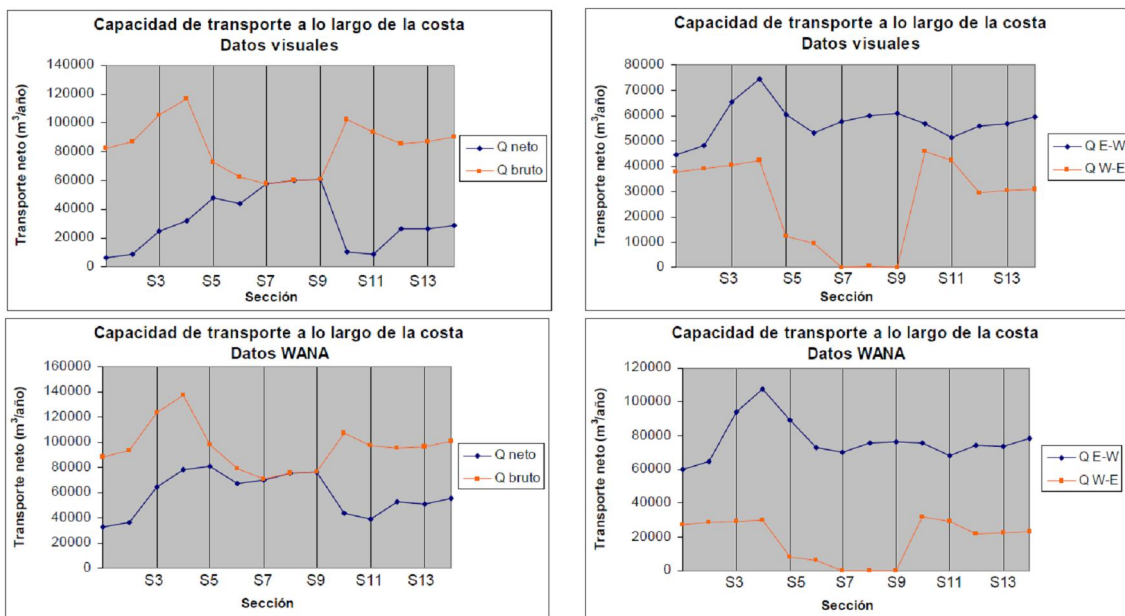 Capacidad de transporte a lo largo de la costa
Datos visuales
Transporte neto (m³/año)
140000
120000
100000
80000
60000
40000
20000
0
S3 S5 S7 S9 S11 S13
Sección
Q neto
Q bruto
Capacidad de transporte a lo largo de la costa
Datos visuales
Transporte neto (m³/año)
80000
70000
60000
50000
40000
30000
20000
10000
0
S3 S5 S7 S9 S11 S13
Sección
Q E-W
Q W-E
Capacidad de transporte a lo largo de la costa
Datos WANA
Transporte neto (m³/año)
160000
140000
120000
100000
80000
60000
40000
20000
0
S3 S5 S7 S9 S11 S13
Sección
Q neto
Q bruto
Capacidad de transporte a lo largo de la costa
Datos WANA
Transporte neto (m³/año)
120000
100000
80000
60000
40000
20000
0
S3 S5 S7 S9 S11 S13
Sección
Q E-W
Q W-E